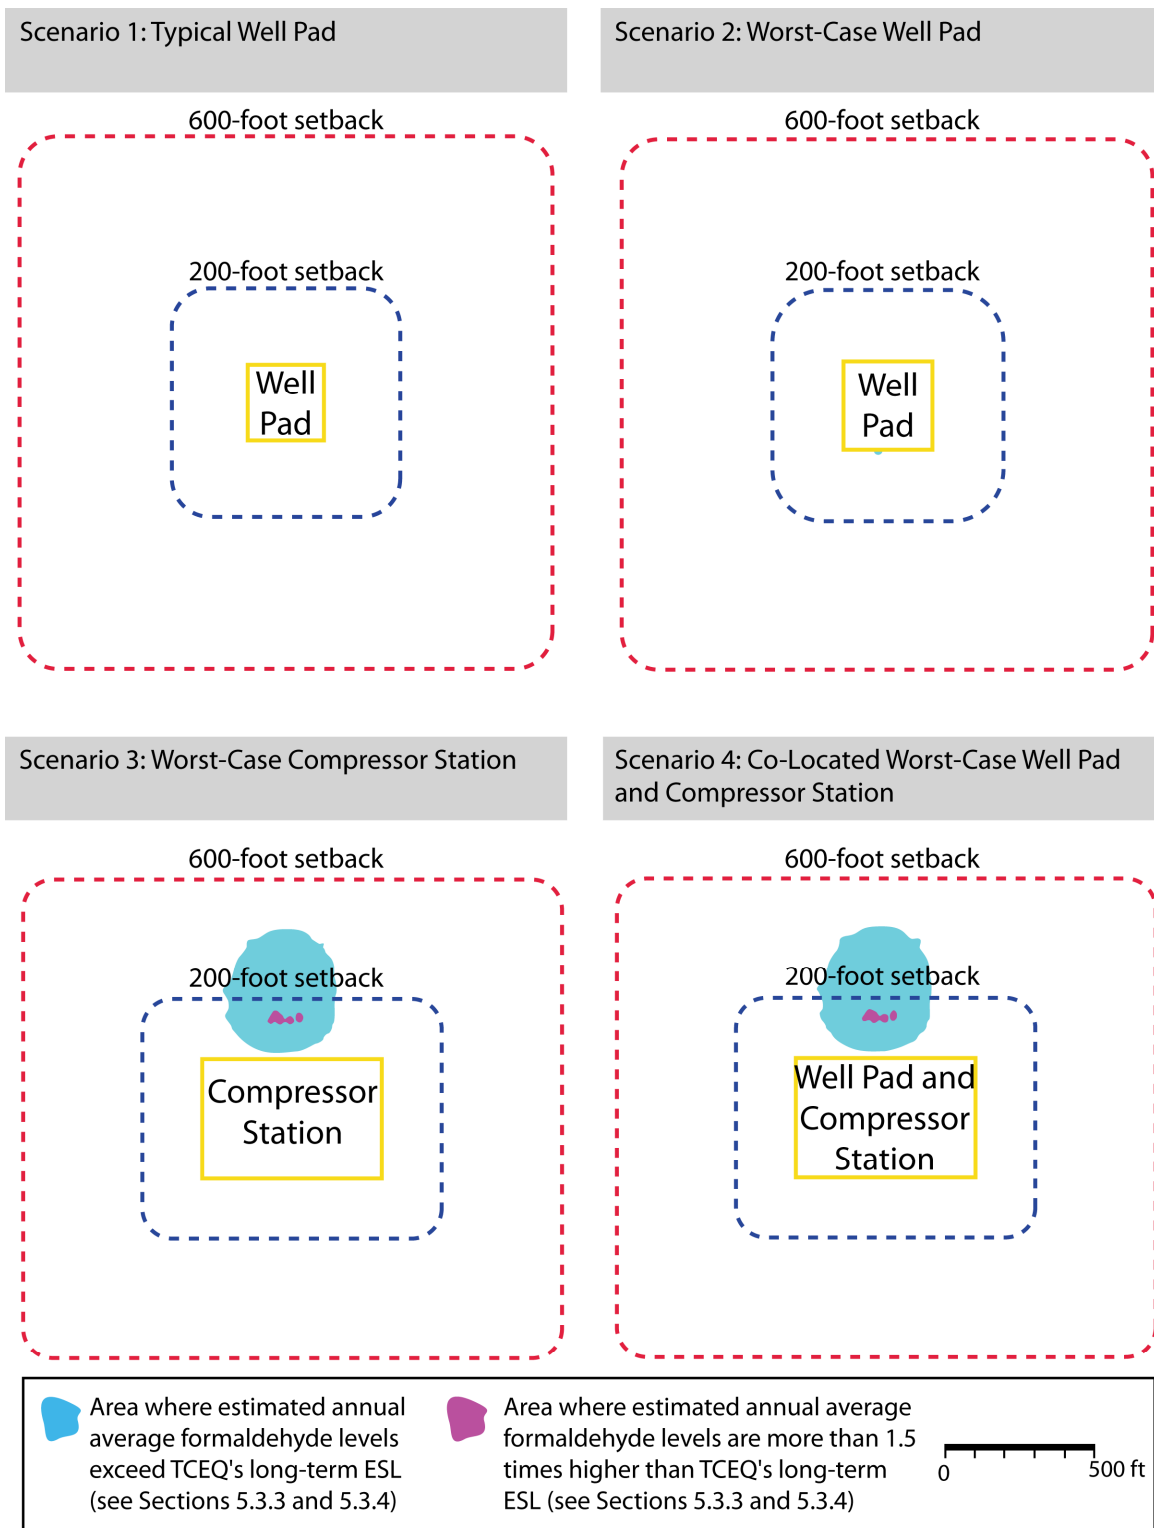 Scenario 1: Typical Well Pad
600-foot setback
200-foot setback
Well
Pad
Scenario 2: Worst-Case Well Pad
600-foot setback
200-foot setback
Well
Pad
Scenario 3: Worst-Case Compressor Station
600-foot setback
200-foot setback
Compressor
Station
Scenario 4: Co-Located Worst-Case Well Pad
and Compressor Station
600-foot setback
200-foot setback
Well Pad and
Compressor
Station
Area where estimated annual
average formaldehyde levels
exceed TCEQ's long-term ESL
(see Sections 5.3.3 and 5.3.4)
Area where estimated annual average
formaldehyde levels are more than 1.5
times higher than TCEQ's long-term
ESL (see Sections 5.3.3 and 5.3.4)
0 500 ft